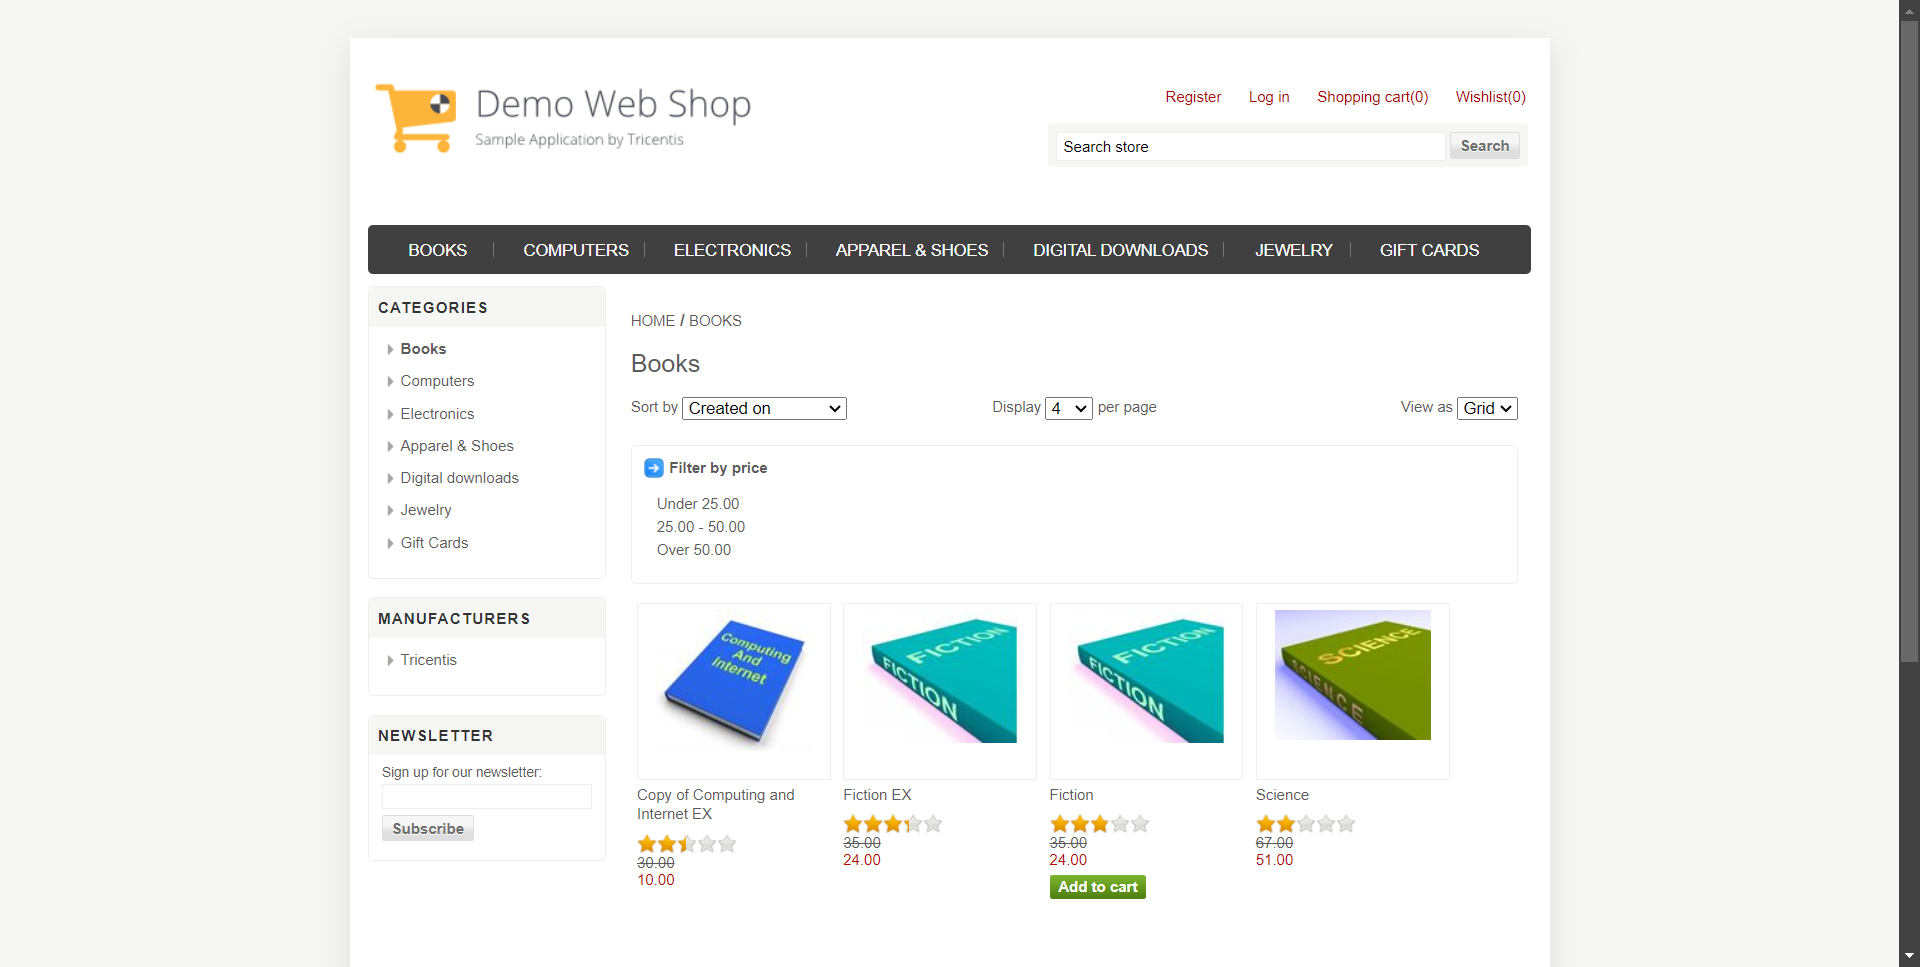 Demo Web Shop
Sample Application by Tricentis
Register Log in Shopping cart(0) Wishlist(0)
Search store Search
BOOKS COMPUTERS ELECTRONICS APPAREL & SHOES DIGITAL DOWNLOADS JEWELRY GIFT CARDS
CATEGORIES
Books
Computers
Electronics
Apparel & Shoes
Digital downloads
Jewelry
Gift Cards
MANUFACTURERS
Tricentis
NEWSLETTER
Sign up for our newsletter:
Subscribe
HOME / BOOKS
Books
Sort by Created on Display 4 per page View as Grid
Filter by price
Under 25.00
25.00 - 50.00
Over 50.00
Computing
And
Internet
Copy of Computing and
Internet EX
30.00
10.00
FICTION
FICTION
Fiction EX
35.00
24.00
FICTION
FICTION
Fiction
35.00
24.00
Add to cart
SCIENCE
SCIENCE
Science
67.00
51.00